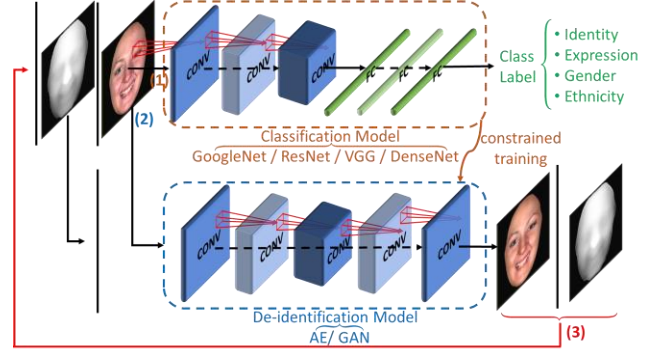 (1)
CONV
CONV
CONV
FC
FC
FC
Class
Label
• Identity
• Expression
• Gender
• Ethnicity
(2)
Classification Model
GoogleNet / ResNet / VGG / DenseNet
constrained
training
CONV
CONV
CONV
CONV
CONV
De-identification Model
AE/ GAN
(3)